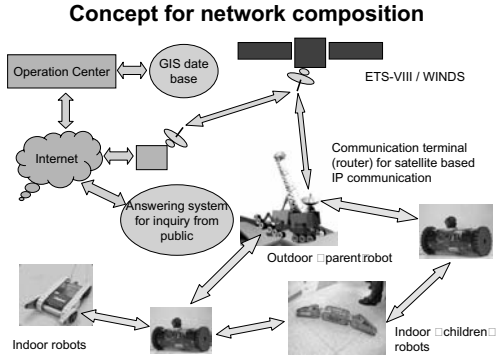 Concept for network composition
Operation Center
GIS date
base
ETS-VIII / WINDS
Internet
Communication terminal
(router) for satellite based
IP communication
Answering system
for inquiry from
public
Outdoor □parent□robot
Indoor robots
Indoor □children□
robots